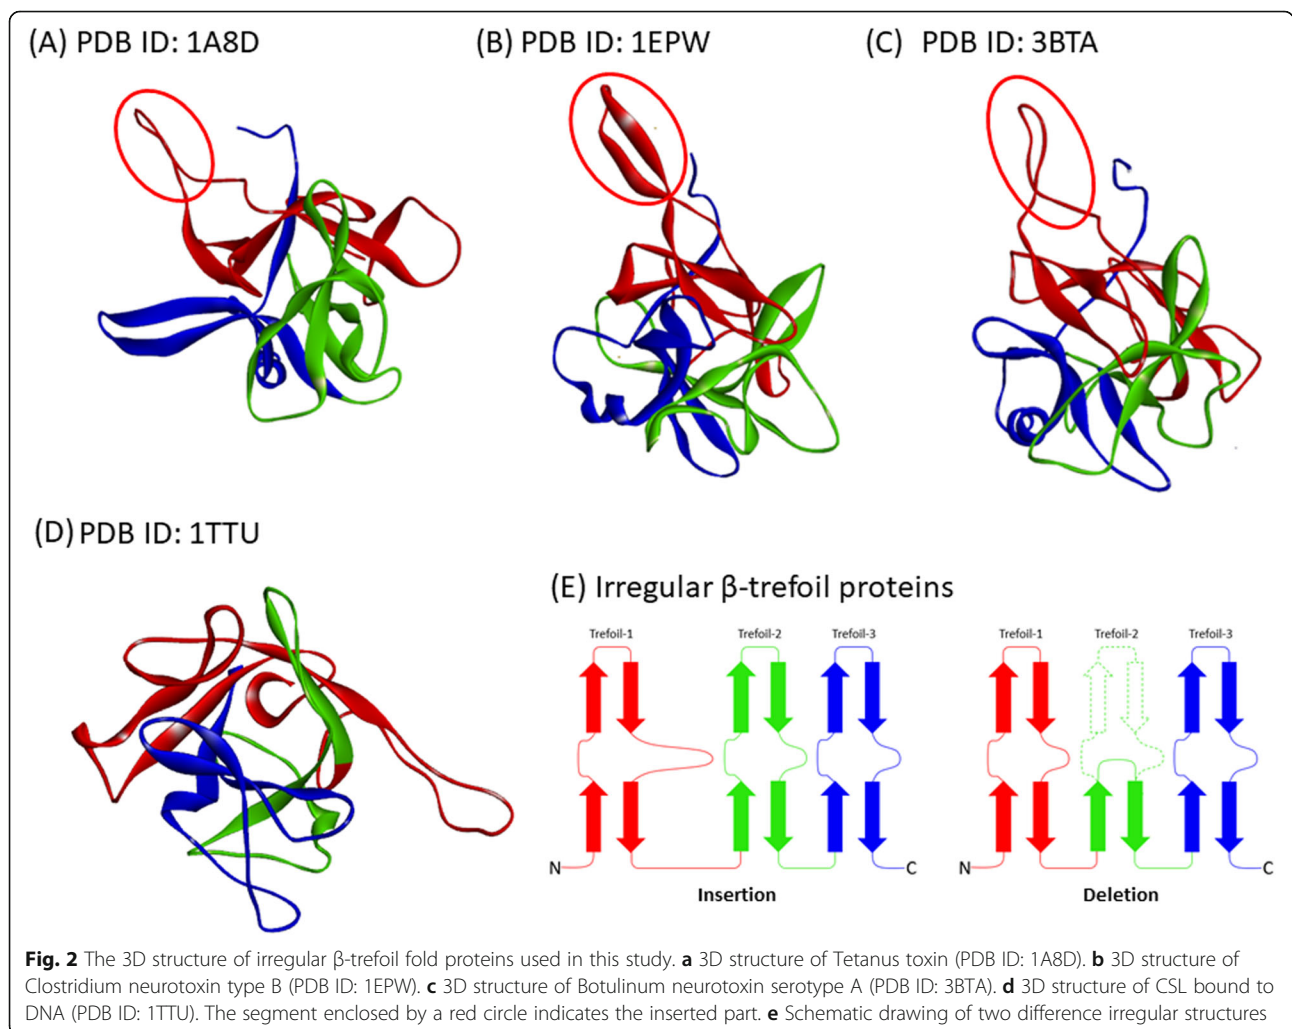 (A) PDB ID: 1A8D
(B) PDB ID: 1EPW
(C) PDB ID: 3BTA
(D) PDB ID: 1TTU
(E) Irregular β-trefoil proteins
Trefoil-1
Trefoil-2
Trefoil-3
Trefoil-1
Trefoil-2
Trefoil-3
N
C
N
C
Insertion
Deletion
Fig. 2 The 3D structure of irregular β-trefoil fold proteins used in this study. a 3D structure of Tetanus toxin (PDB ID: 1A8D). b 3D structure of
Clostridium neurotoxin type B (PDB ID: 1EPW). c 3D structure of Botulinum neurotoxin serotype A (PDB ID: 3BTA). d 3D structure of CSL bound to
DNA (PDB ID: 1TTU). The segment enclosed by a red circle indicates the inserted part. e Schematic drawing of two difference irregular structures